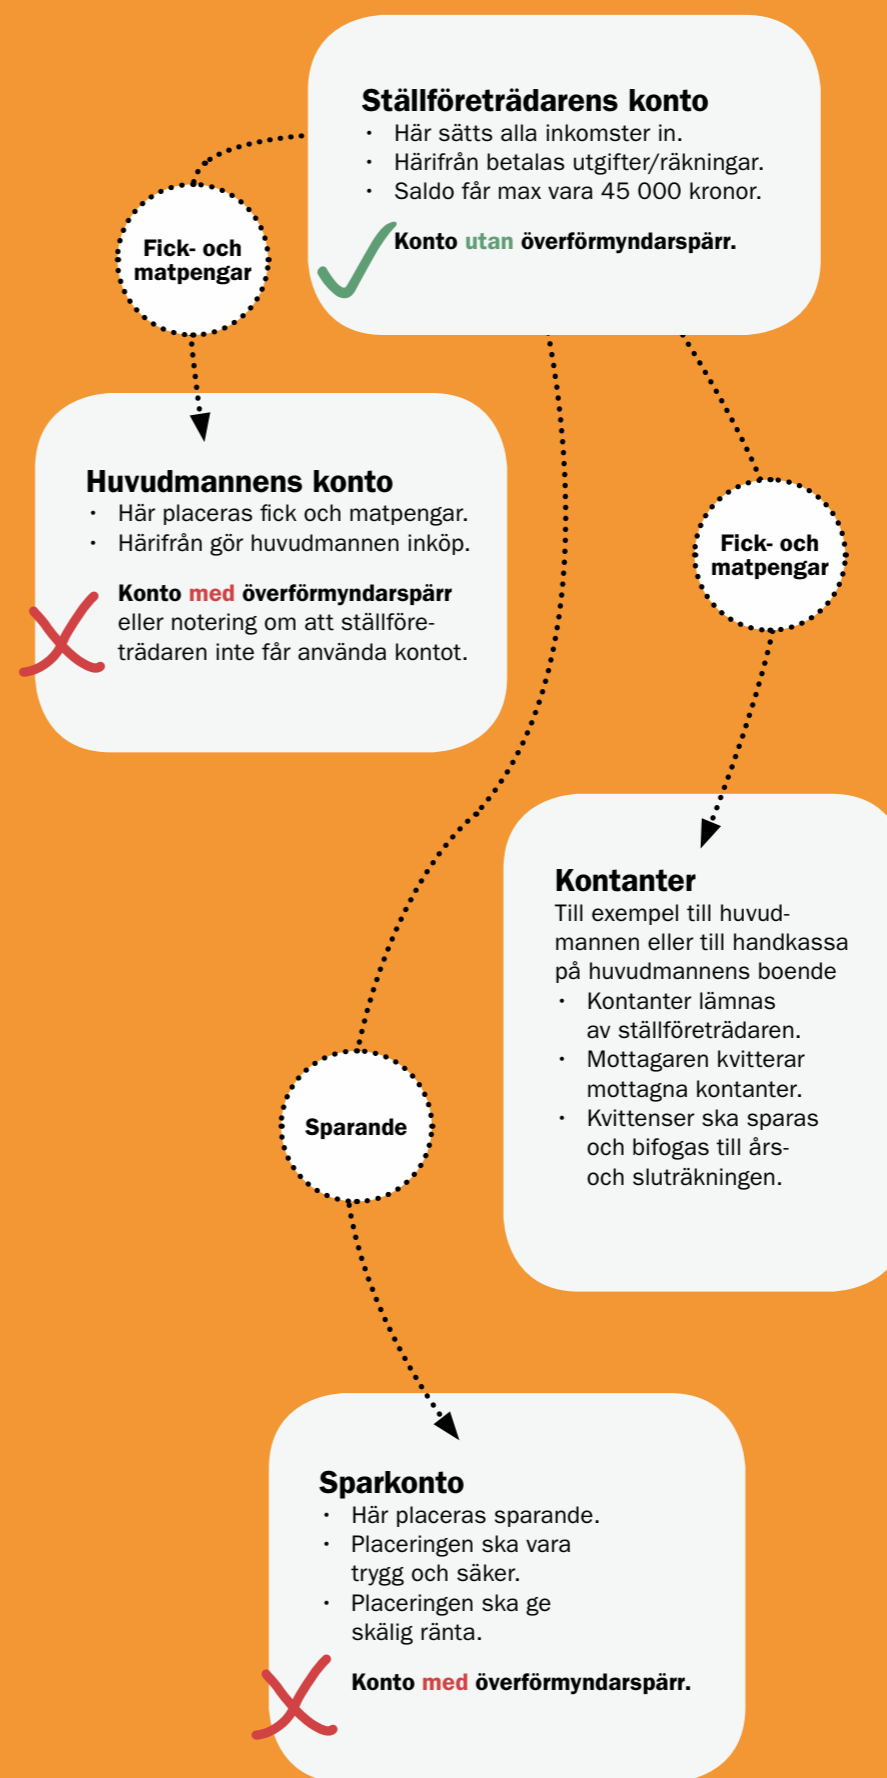 Ställföreträdarens konto
· Här sätts alla inkomster in.
· Härifrån betalas utgifter/räkningar.
· Saldo får max vara 45 000 kronor.
Konto utan överförmyndarspärr.
Fick- och
matpengar
Huvudmannens konto
· Här placeras fick och matpengar.
· Härifrån gör huvudmannen inköp.
Konto med överförmyndarspärr
eller notering om att ställföre-
trädaren inte får använda kontot.
Fick- och
matpengar
Kontanter
Till exempel till huvud-
mannen eller till handkassa
på huvudmannens boende
· Kontanter lämnas
av ställföreträdaren.
· Mottagaren kvitterar
mottagna kontanter.
· Kvittenser ska sparas
och bifogas till års-
och sluträkningen.
Sparande
Sparkonto
· Här placeras sparande.
· Placeringen ska vara
trygg och säker.
· Placeringen ska ge
skälig ränta.
Konto med överförmyndarspärr.